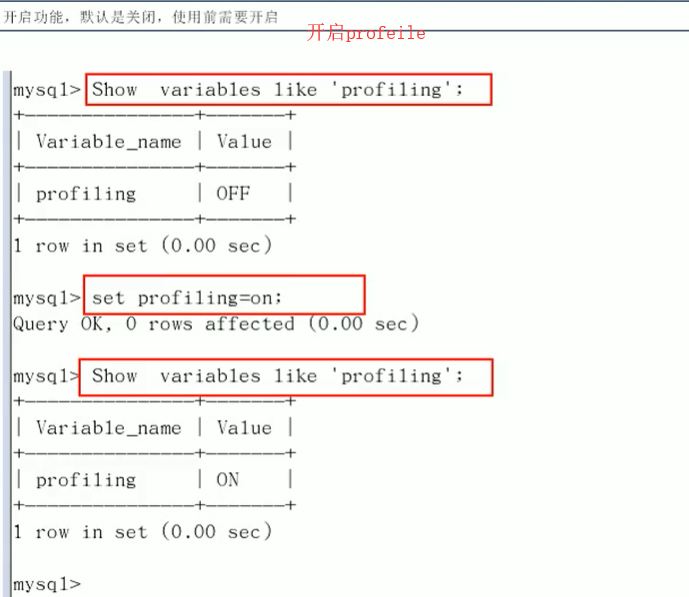 开启功能，默认是关闭，使用前需要开启
开启profeile
mysql> Show  variables like 'profiling';
+---------------+-------+
| Variable_name | Value |
+---------------+-------+
| profiling     | OFF   |
+---------------+-------+
1 row in set (0.00 sec)
mysql> set profiling=on;
Query OK, 0 rows affected (0.00 sec)
mysql> Show  variables like 'profiling';
+---------------+-------+
| Variable_name | Value |
+---------------+-------+
| profiling     | ON    |
+---------------+-------+
1 row in set (0.00 sec)
mysql>